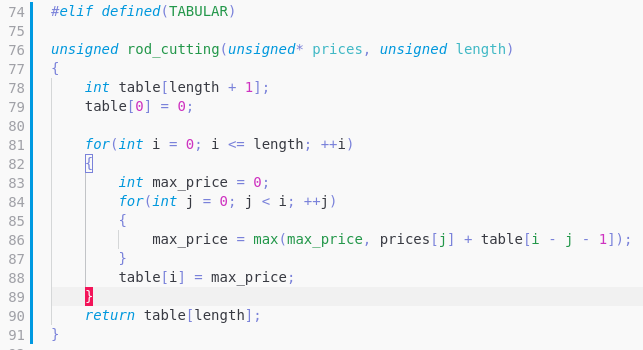 74 #elif defined(TABULAR)
75
76 unsigned rod_cutting(unsigned* prices, unsigned length)
77 {
78     int table[length + 1];
79     table[0] = 0;
80
81     for(int i = 0; i <= length; ++i)
82     {
83         int max_price = 0;
84         for(int j = 0; j < i; ++j)
85         {
86             max_price = max(max_price, prices[j] + table[i - j - 1]);
87         }
88         table[i] = max_price;
89     }
90     return table[length];
91 }